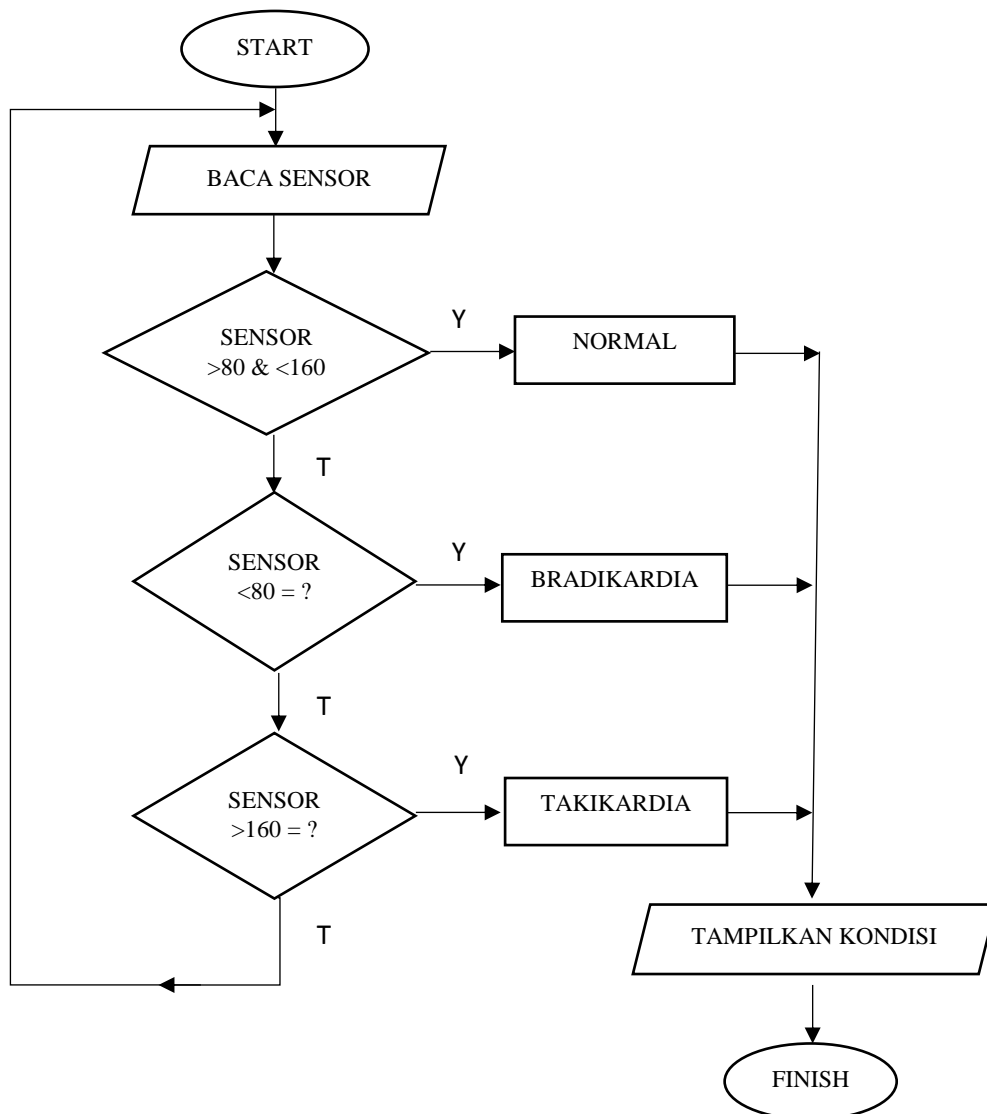 START
BACA SENSOR
SENSOR
>80 & <160
Y
NORMAL
T
SENSOR
<80 = ?
Y
BRADIKARDIA
T
SENSOR
>160 = ?
Y
TAKIKARDIA
T
TAMPILKAN KONDISI
FINISH